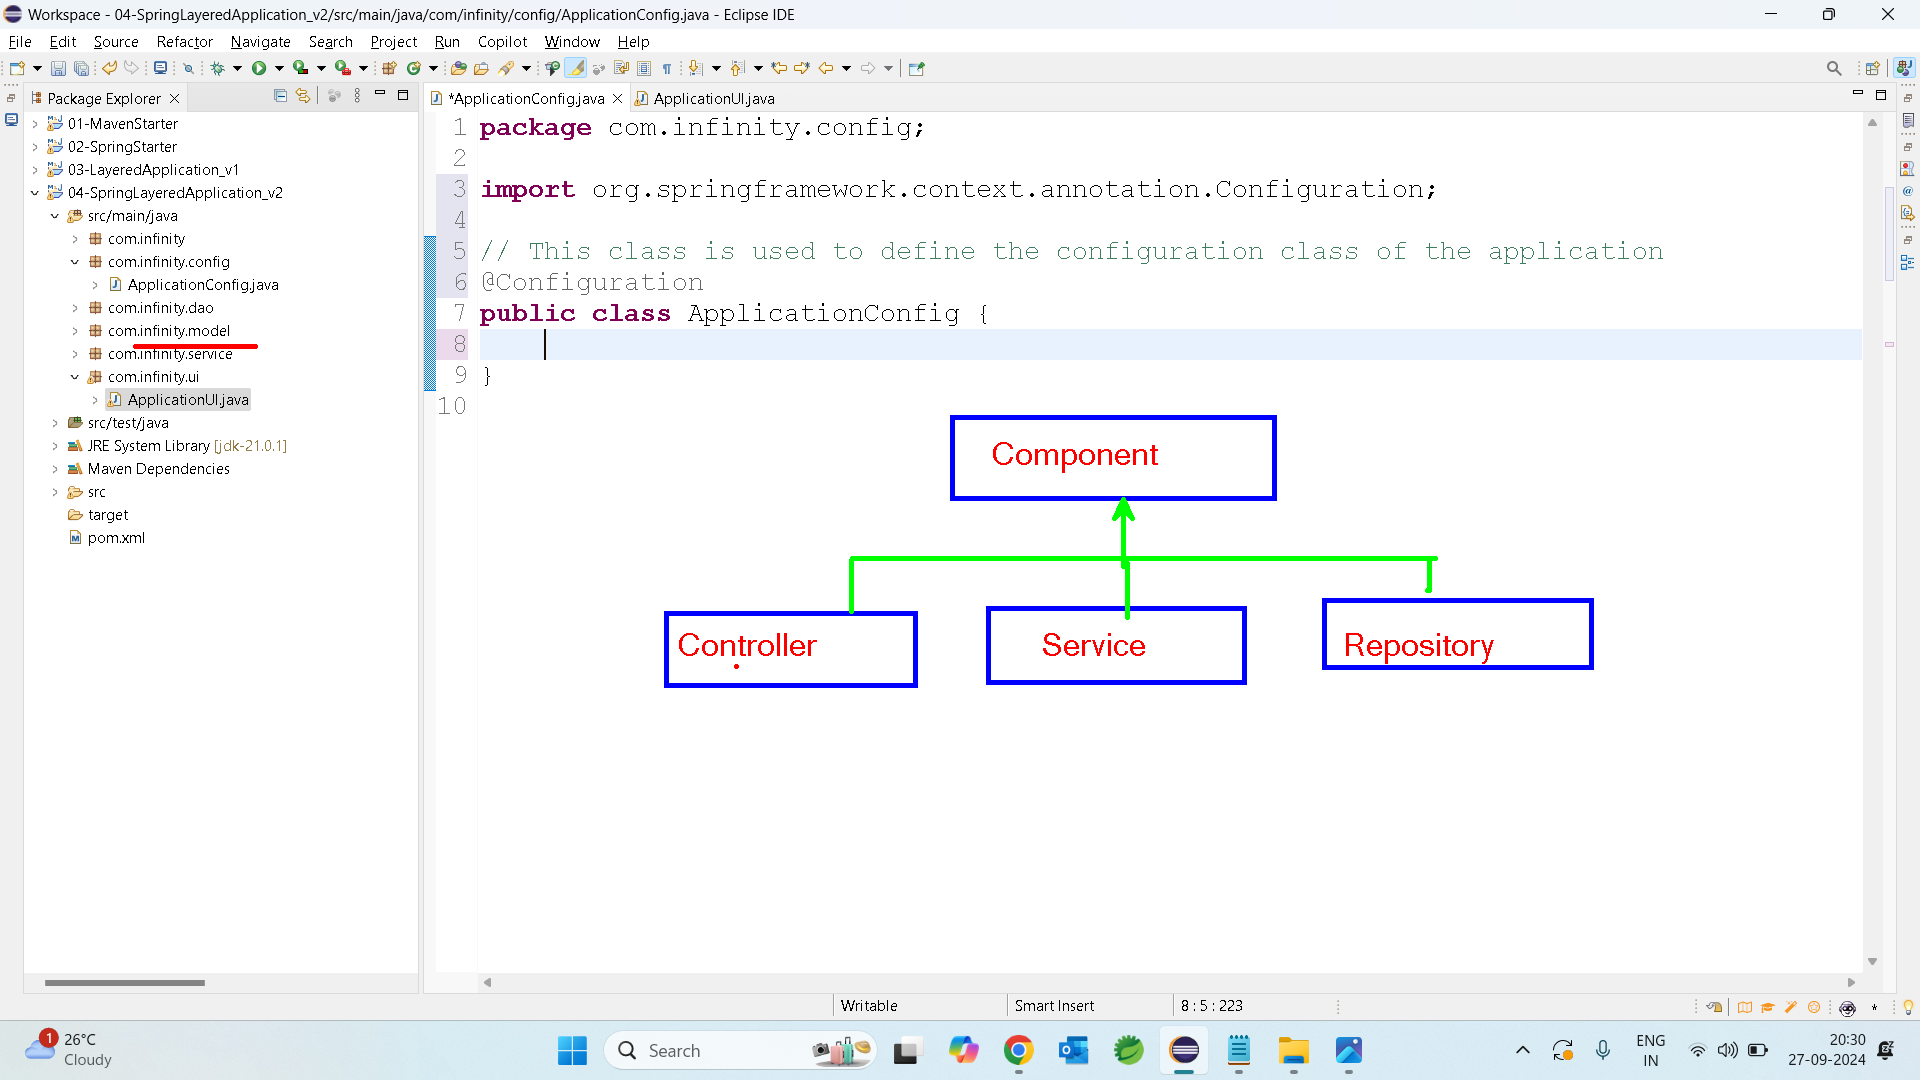 Workspace - 04-SpringLayeredApplication_v2/src/main/java/com/infinity/config/ApplicationConfig.java - Eclipse IDE
File Edit Source Refactor Navigate Search Project Run Copilot Window Help
Package Explorer
*ApplicationConfig.java ApplicationUI.java
01-MavenStarter
02-SpringStarter
03-LayeredApplication_v1
04-SpringLayeredApplication_v2
src/main/java
com.infinity
com.infinity.config
ApplicationConfig.java
com.infinity.dao
com.infinity.model
com.infinity.service
com.infinity.ui
ApplicationUI.java
src/test/java
JRE System Library [jdk-21.0.1]
Maven Dependencies
src
target
pom.xml
1 package com.infinity.config;
2
3 import org.springframework.context.annotation.Configuration;
4
5 // This class is used to define the configuration class of the application
6 @Configuration
7 public class ApplicationConfig {
8
9 }
10
Component
Controller Service Repository
Writable Smart Insert 8 : 5 : 223
1 26°C
Cloudy
Search
ENG
IN
20:30
27-09-2024